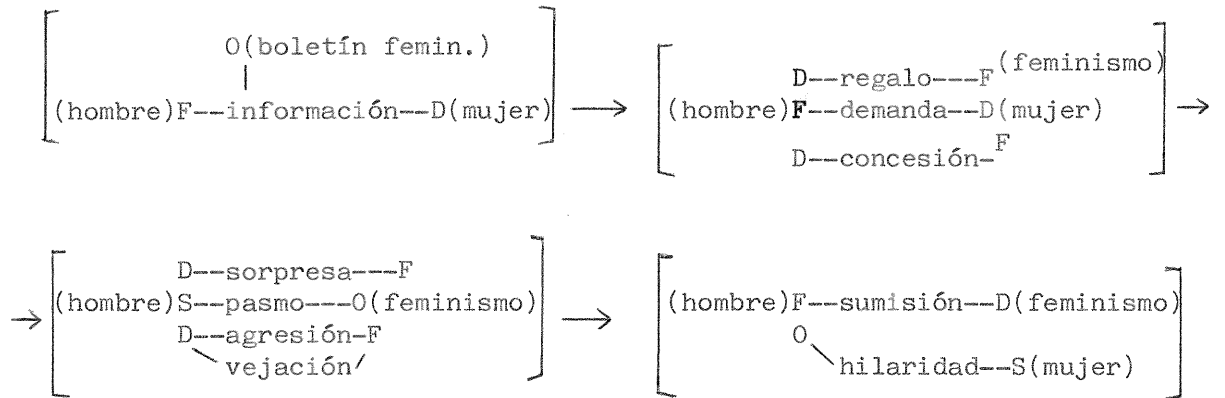 O(boletín femin.)
(hombre)F--información--D(mujer)
D--regalo---F(feminismo)
(hombre)F--demanda--D(mujer)
D--concesión-F
D--sorpresa---F
(hombre)S--pasmo---O(feminismo)
D--agresión-F
vejación
(hombre)F--sumisión--D(feminismo)
O
hilaridad--S(mujer)